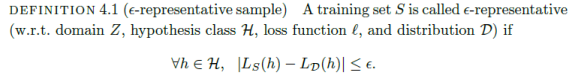 DEFINITION 4.1 (ϵ-representative sample) A training set S is called ϵ-representative
(w.r.t. domain Z, hypothesis class ℋ, loss function ℓ, and distribution 𝒟) if
∀h ∈ ℋ, |L_S(h) − L_𝒟(h)| ≤ ϵ.